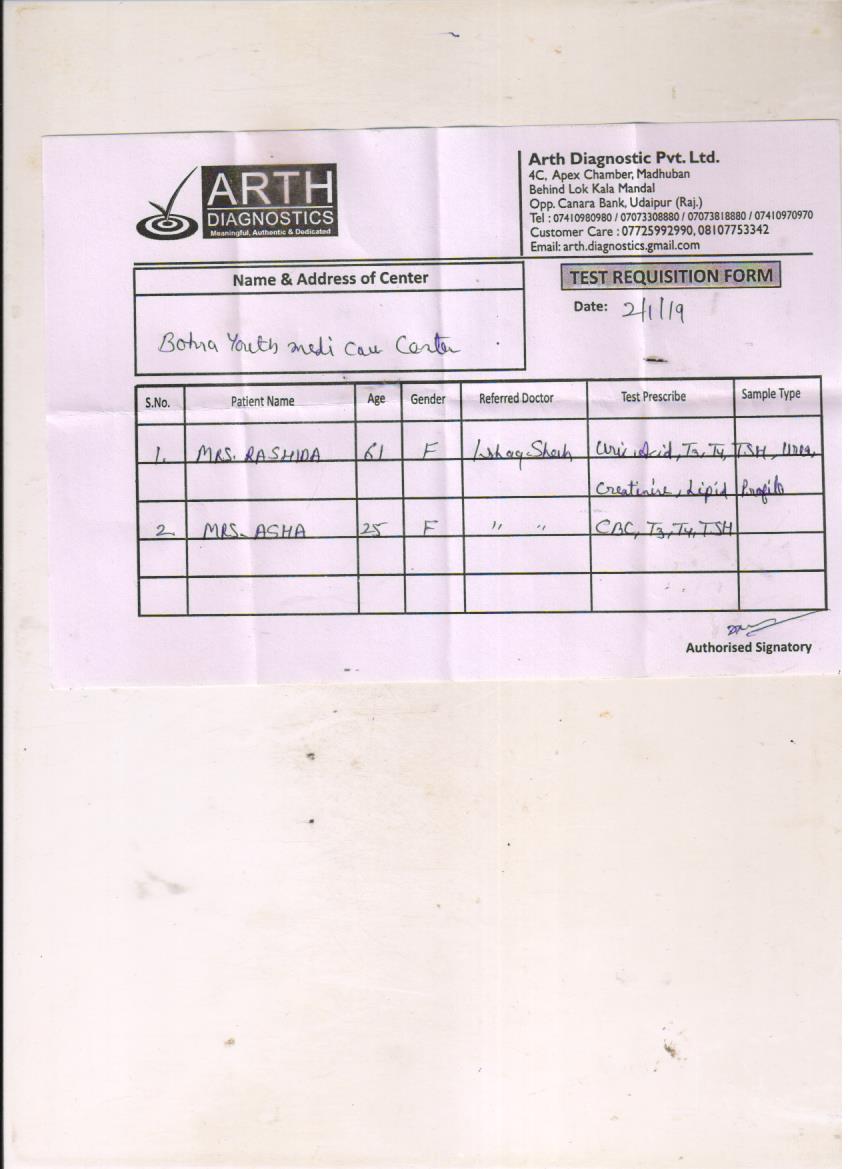 ARTH
DIAGNOSTICS
Meaningful, Authentic & Dedicated
Arth Diagnostic Pvt. Ltd.
4C, Apex Chamber, Madhuban
Behind Lok Kala Mandal
Opp. Canara Bank, Udaipur (Raj.)
Tel : 07410980980 / 07073308880 / 07073818880 / 07410970970
Customer Care : 07725992990, 08107753342
Email: arth.diagnostics.gmail.com
Name & Address of Center
TEST REQUISITION FORM
Date: 2/1/19
Youth medi Care Center
S.No. Patient Name Age Gender Referred Doctor Test Prescribe Sample Type
1. MRS. RASHIDA 61 F Ishaq Shah Uric Acid, T3, T4, TSH, Urea,
Creatinine, Lipid Profile
2 MRS. ASHA 25 F " " CBC, T3, T4, TSH
Authorised Signatory